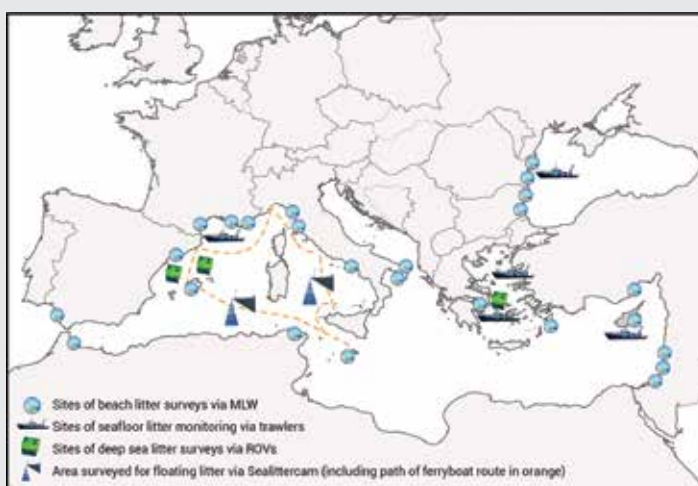 Sites of beach litter surveys via MLW
Sites of seafloor litter monitoring via trawlers
Sites of deep sea litter surveys via ROVs
Area surveyed for floating litter via Sealittercam (including path of ferryboat route in orange)